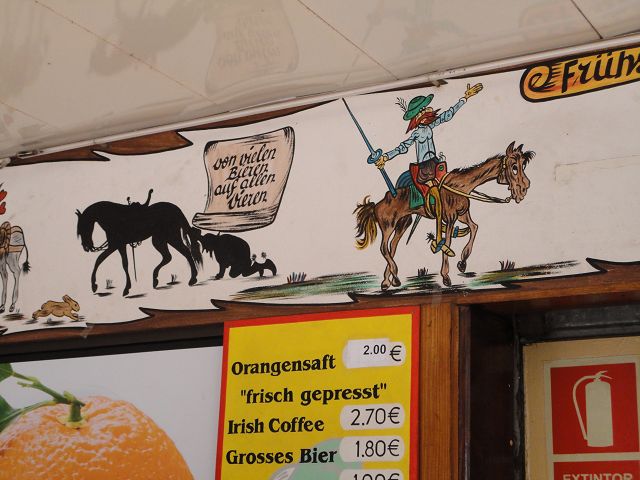 Frühs
von vielen
Bieren
auf allen
vieren
Orangensaft 2.00 €
"frisch gepresst"
Irish Coffee 2.70€
Grosses Bier 1.80€
EXTINTOR